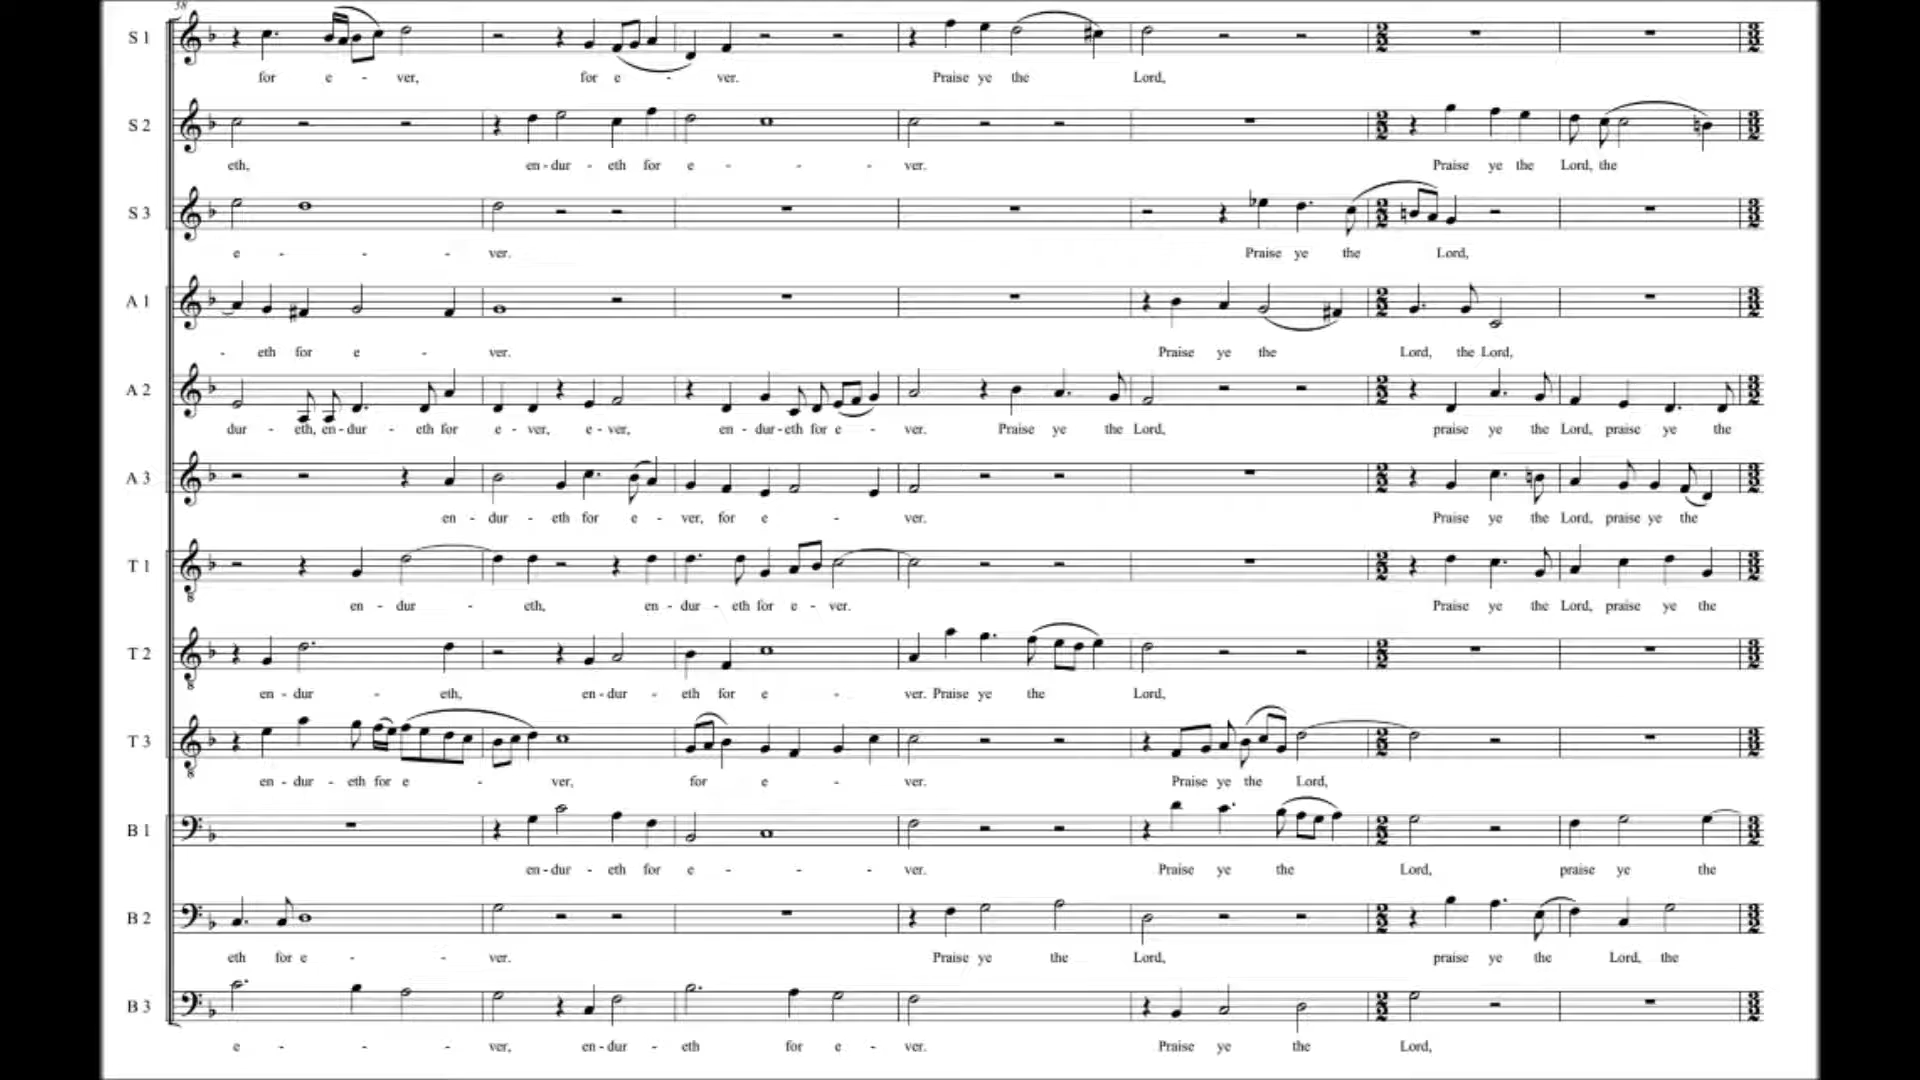 38
S 1
for e - ver, for e - ver. Praise ye the Lord,
S 2
eth, en - dur - eth for e - - - ver. Praise ye the Lord, the
S 3
e - - - ver. Praise ye the Lord,
A 1
- eth for e - ver. Praise ye the Lord, the Lord,
A 2
dur - eth, en - dur - eth for e - ver, e - ver, en - dur - eth for e - ver. Praise ye the Lord, praise ye the Lord, praise ye the
A 3
en - dur - eth for e - ver, for e - ver. Praise ye the Lord, praise ye the
T 1
en - dur - eth, en - dur - eth for e - ver. Praise ye the Lord, praise ye the
T 2
en - dur - eth, en - dur - eth for e - ver. Praise ye the Lord,
T 3
en - dur - eth for e - ver, for e - ver. Praise ye the Lord,
B 1
en - dur - eth for e - - - ver. Praise ye the Lord, praise ye the
B 2
eth for e - - ver. Praise ye the Lord, praise ye the Lord, the
B 3
e - - - ver, en - dur - eth for e - ver. Praise ye the Lord,